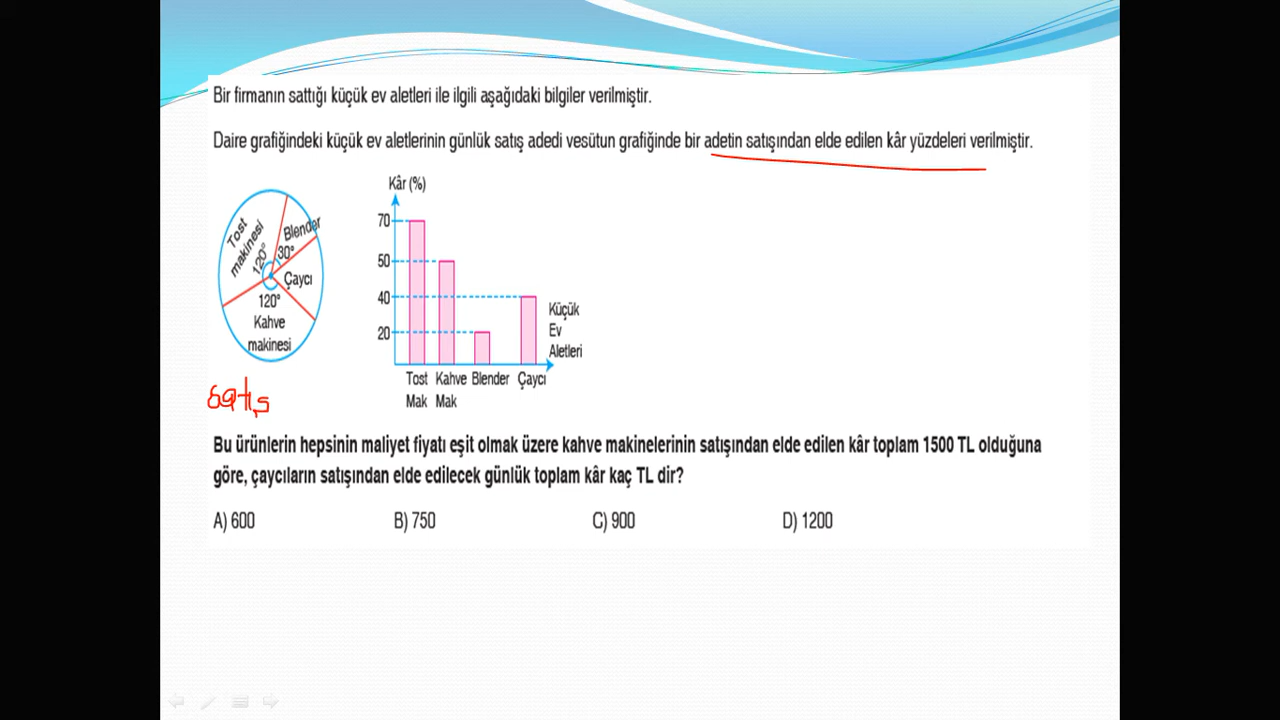 Bir firmanın sattığı küçük ev aletleri ile ilgili aşağıdaki bilgiler verilmiştir.
Daire grafiğindeki küçük ev aletlerinin günlük satış adedi vesütun grafiğinde bir adetin satışından elde edilen kâr yüzdeleri verilmiştir.
Tost
makinesi
120°
Blender
30°
Çaycı
120°
Kahve
makinesi
satış
Kâr (%)
70
50
40
20
Küçük
Ev
Aletleri
Tost Kahve Blender Çaycı
Mak Mak
Bu ürünlerin hepsinin maliyet fiyatı eşit olmak üzere kahve makinelerinin satışından elde edilen kâr toplam 1500 TL olduğuna
göre, çaycıların satışından elde edilecek günlük toplam kâr kaç TL dir?
A) 600 B) 750 C) 900 D) 1200